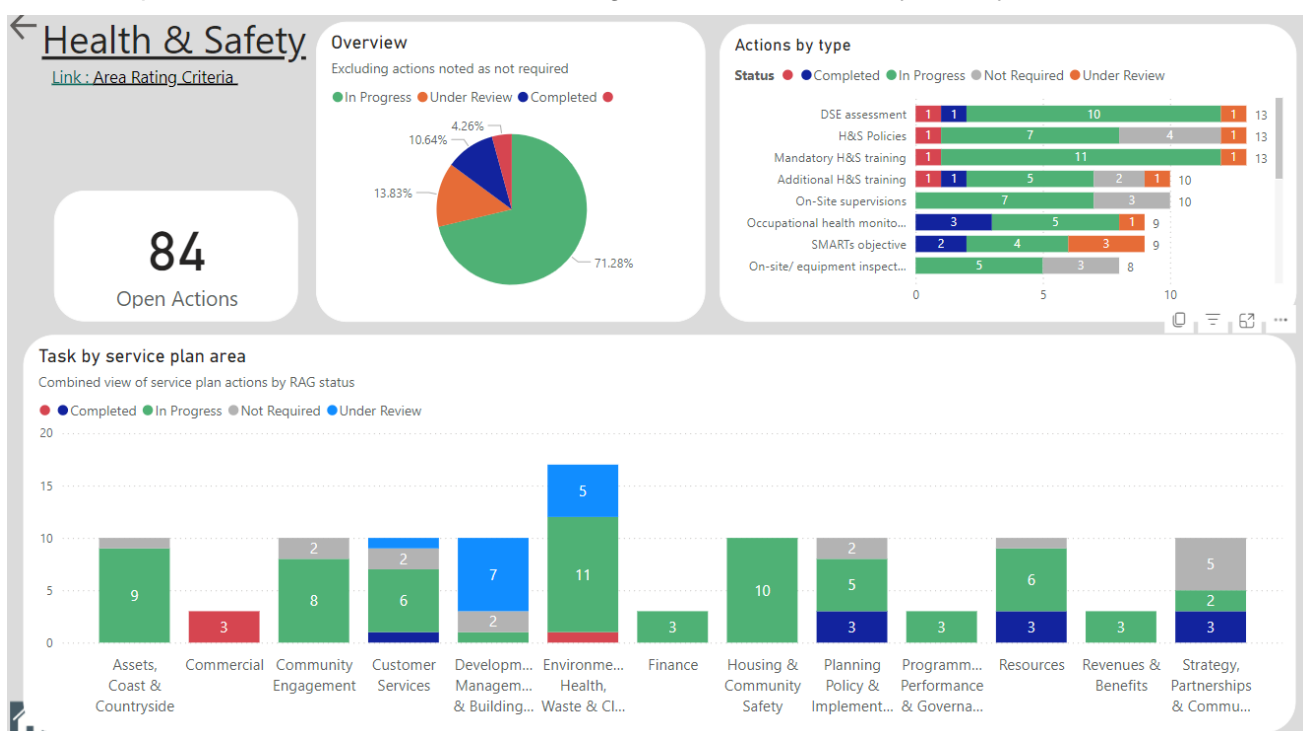 Health & Safety
Link : Area Rating Criteria
84
Open Actions
Overview
Excluding actions noted as not required
In Progress Under Review Completed
4.26%
10.64%
13.83%
71.28%
Actions by type
Status Completed In Progress Not Required Under Review
DSE assessment 1 1 10 1 13
H&S Policies 1 7 4 1 13
Mandatory H&S training 1 11 1 13
Additional H&S training 1 1 5 2 1 10
On-Site supervisions 7 3 10
Occupational health monito... 3 5 1 9
SMARTs objective 2 4 3 9
On-site/ equipment inspect... 5 3 8
0 5 10
Task by service plan area
Combined view of service plan actions by RAG status
Completed In Progress Not Required Under Review
20
15
10
5
0
9
3
2
8
2
6
7
2
5
11
3
10
2
5
3
3
6
3
3
5
2
3
Assets,
Coast &
Countryside
Commercial
Community
Engagement
Customer
Services
Developm...
Managem...
& Building...
Environme...
Health,
Waste & Cl...
Finance
Housing &
Community
Safety
Planning
Policy &
Implement...
Programm...
Performance
& Governa...
Resources
Revenues &
Benefits
Strategy,
Partnerships
& Commu...